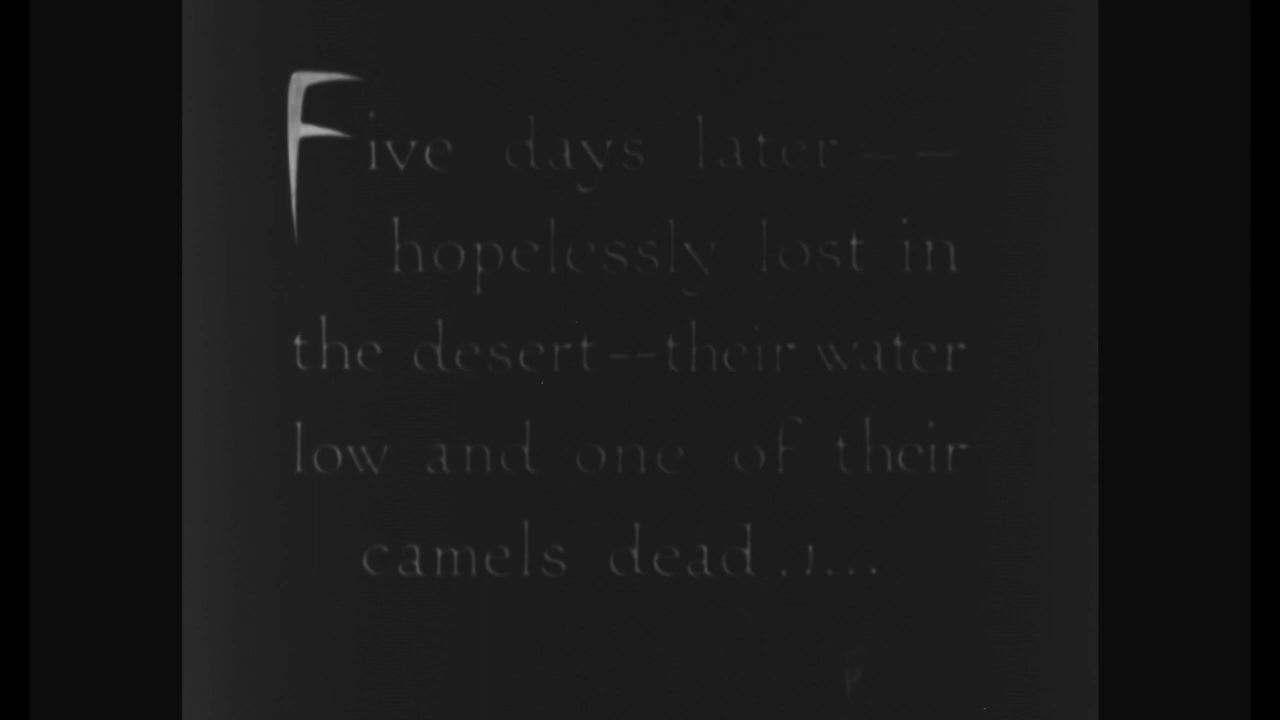 Five days later--
hopelessly lost in
the desert--their water
low and one of their
camels dead.....